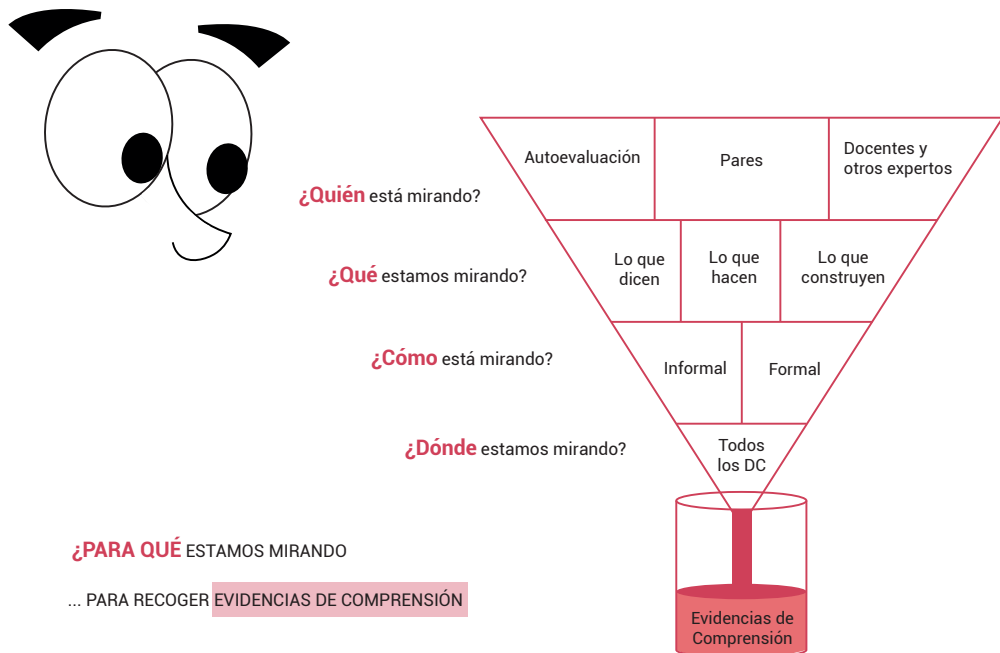 ¿Quién está mirando?
Autoevaluación
Pares
Docentes y
otros expertos
¿Qué estamos mirando?
Lo que
dicen
Lo que
hacen
Lo que
construyen
¿Cómo está mirando?
Informal
Formal
¿Dónde estamos mirando?
Todos
los DC
¿PARA QUÉ ESTAMOS MIRANDO
... PARA RECOGER EVIDENCIAS DE COMPRENSIÓN
Evidencias de
Comprensión